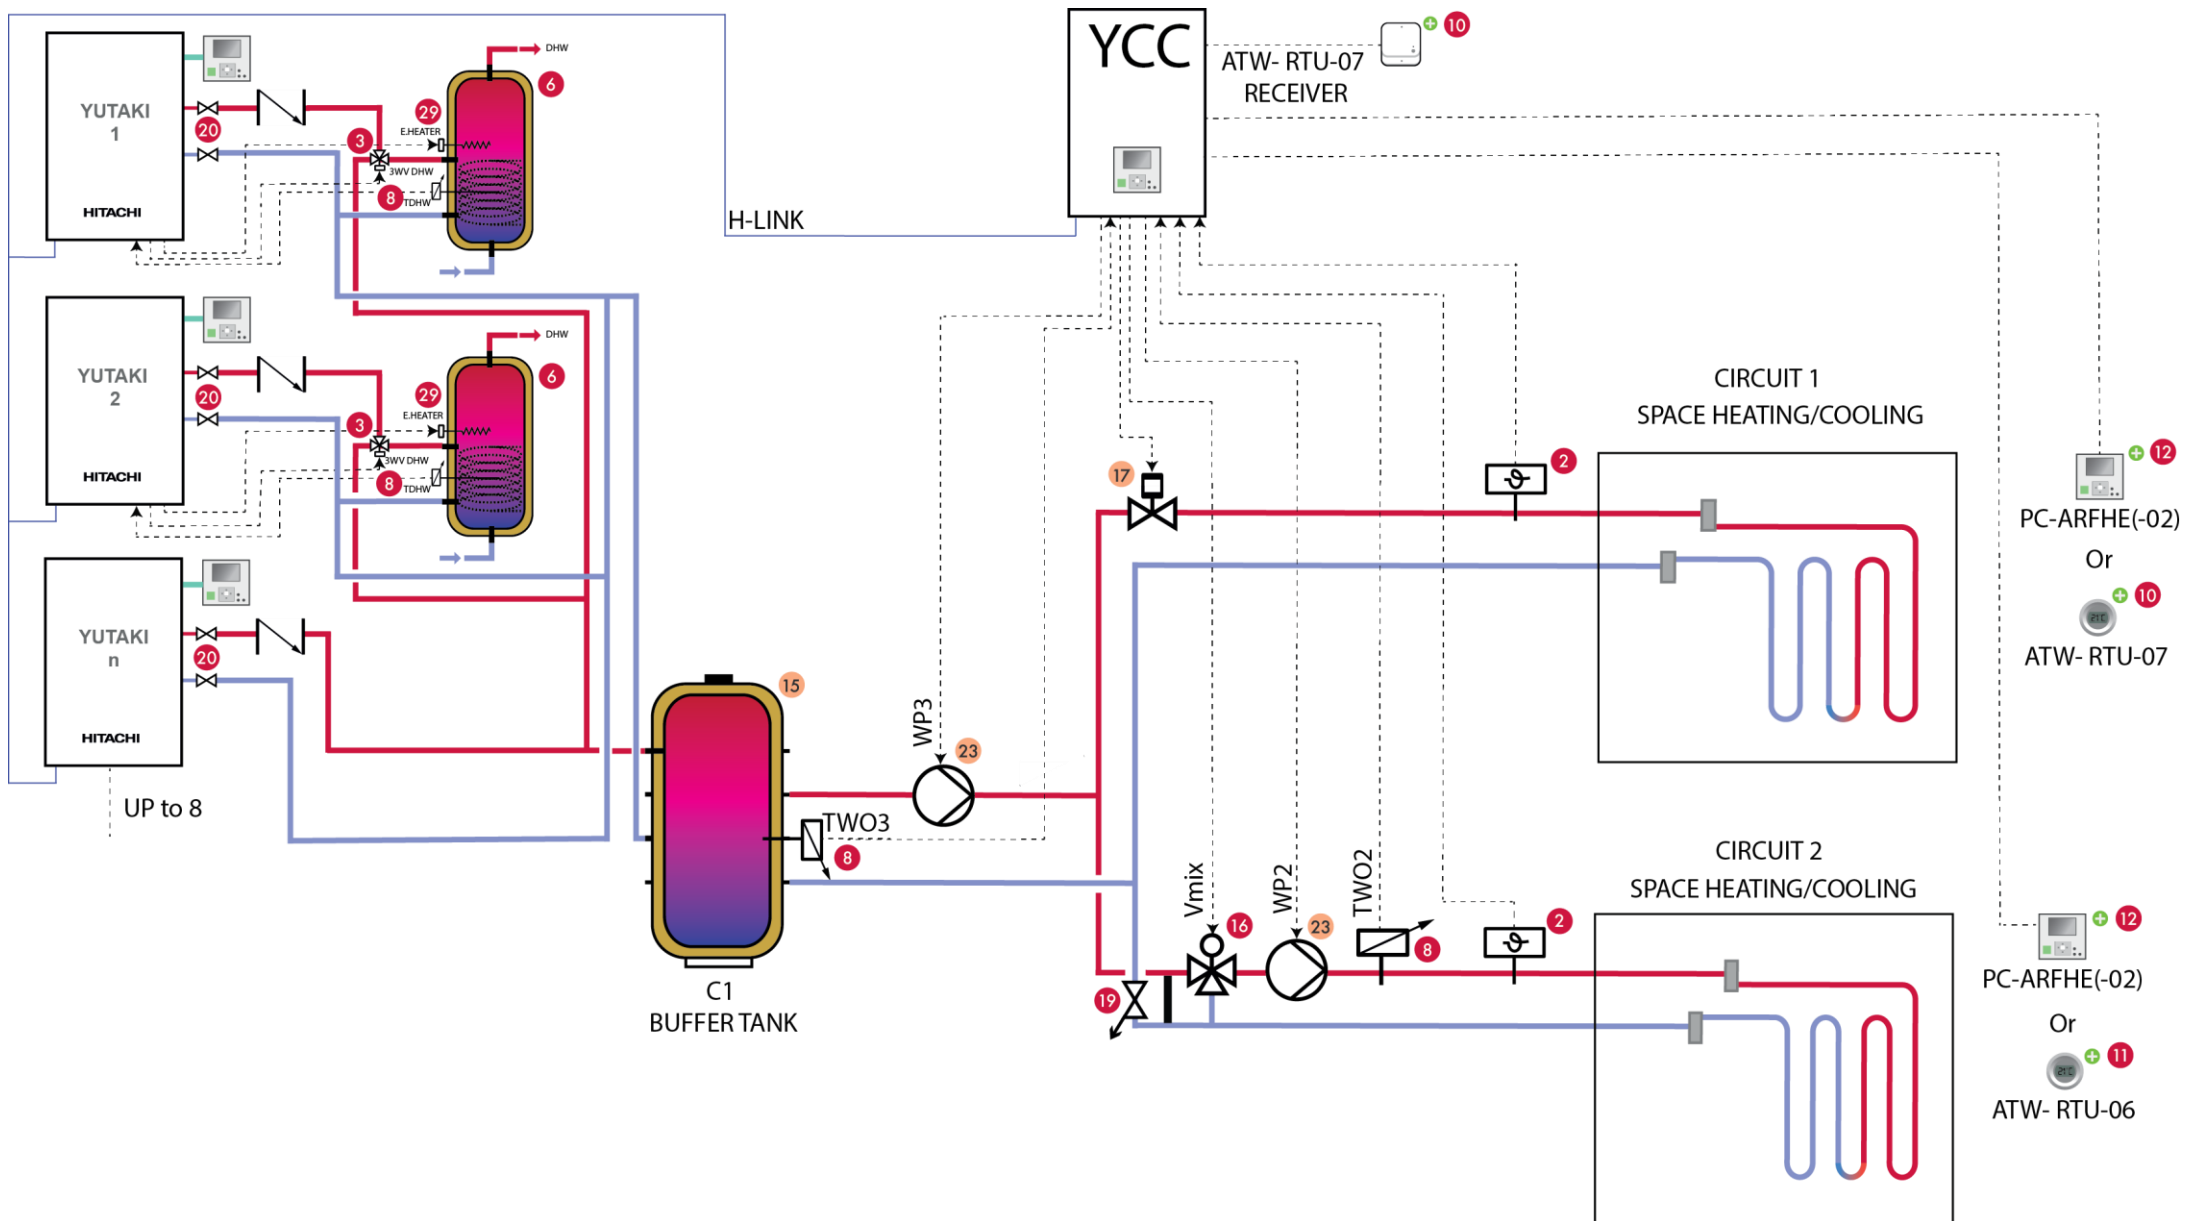 YUTAKI
1
HITACHI
20
3
29
E.HEATER
3WV DHW
8
TDHW
DHW
6
H-LINK
YCC
ATW- RTU-07
RECEIVER
10
YUTAKI
2
HITACHI
20
3
29
E.HEATER
3WV DHW
8
TDHW
DHW
6
YUTAKI
n
HITACHI
20
UP to 8
15
C1
BUFFER TANK
TWO3
8
WP3
23
17
2
CIRCUIT 1
SPACE HEATING/COOLING
12
PC-ARFHE(-02)
Or
10
21°C
ATW- RTU-07
Vmix
16
19
WP2
23
TWO2
8
2
CIRCUIT 2
SPACE HEATING/COOLING
12
PC-ARFHE(-02)
Or
11
21°C
ATW- RTU-06